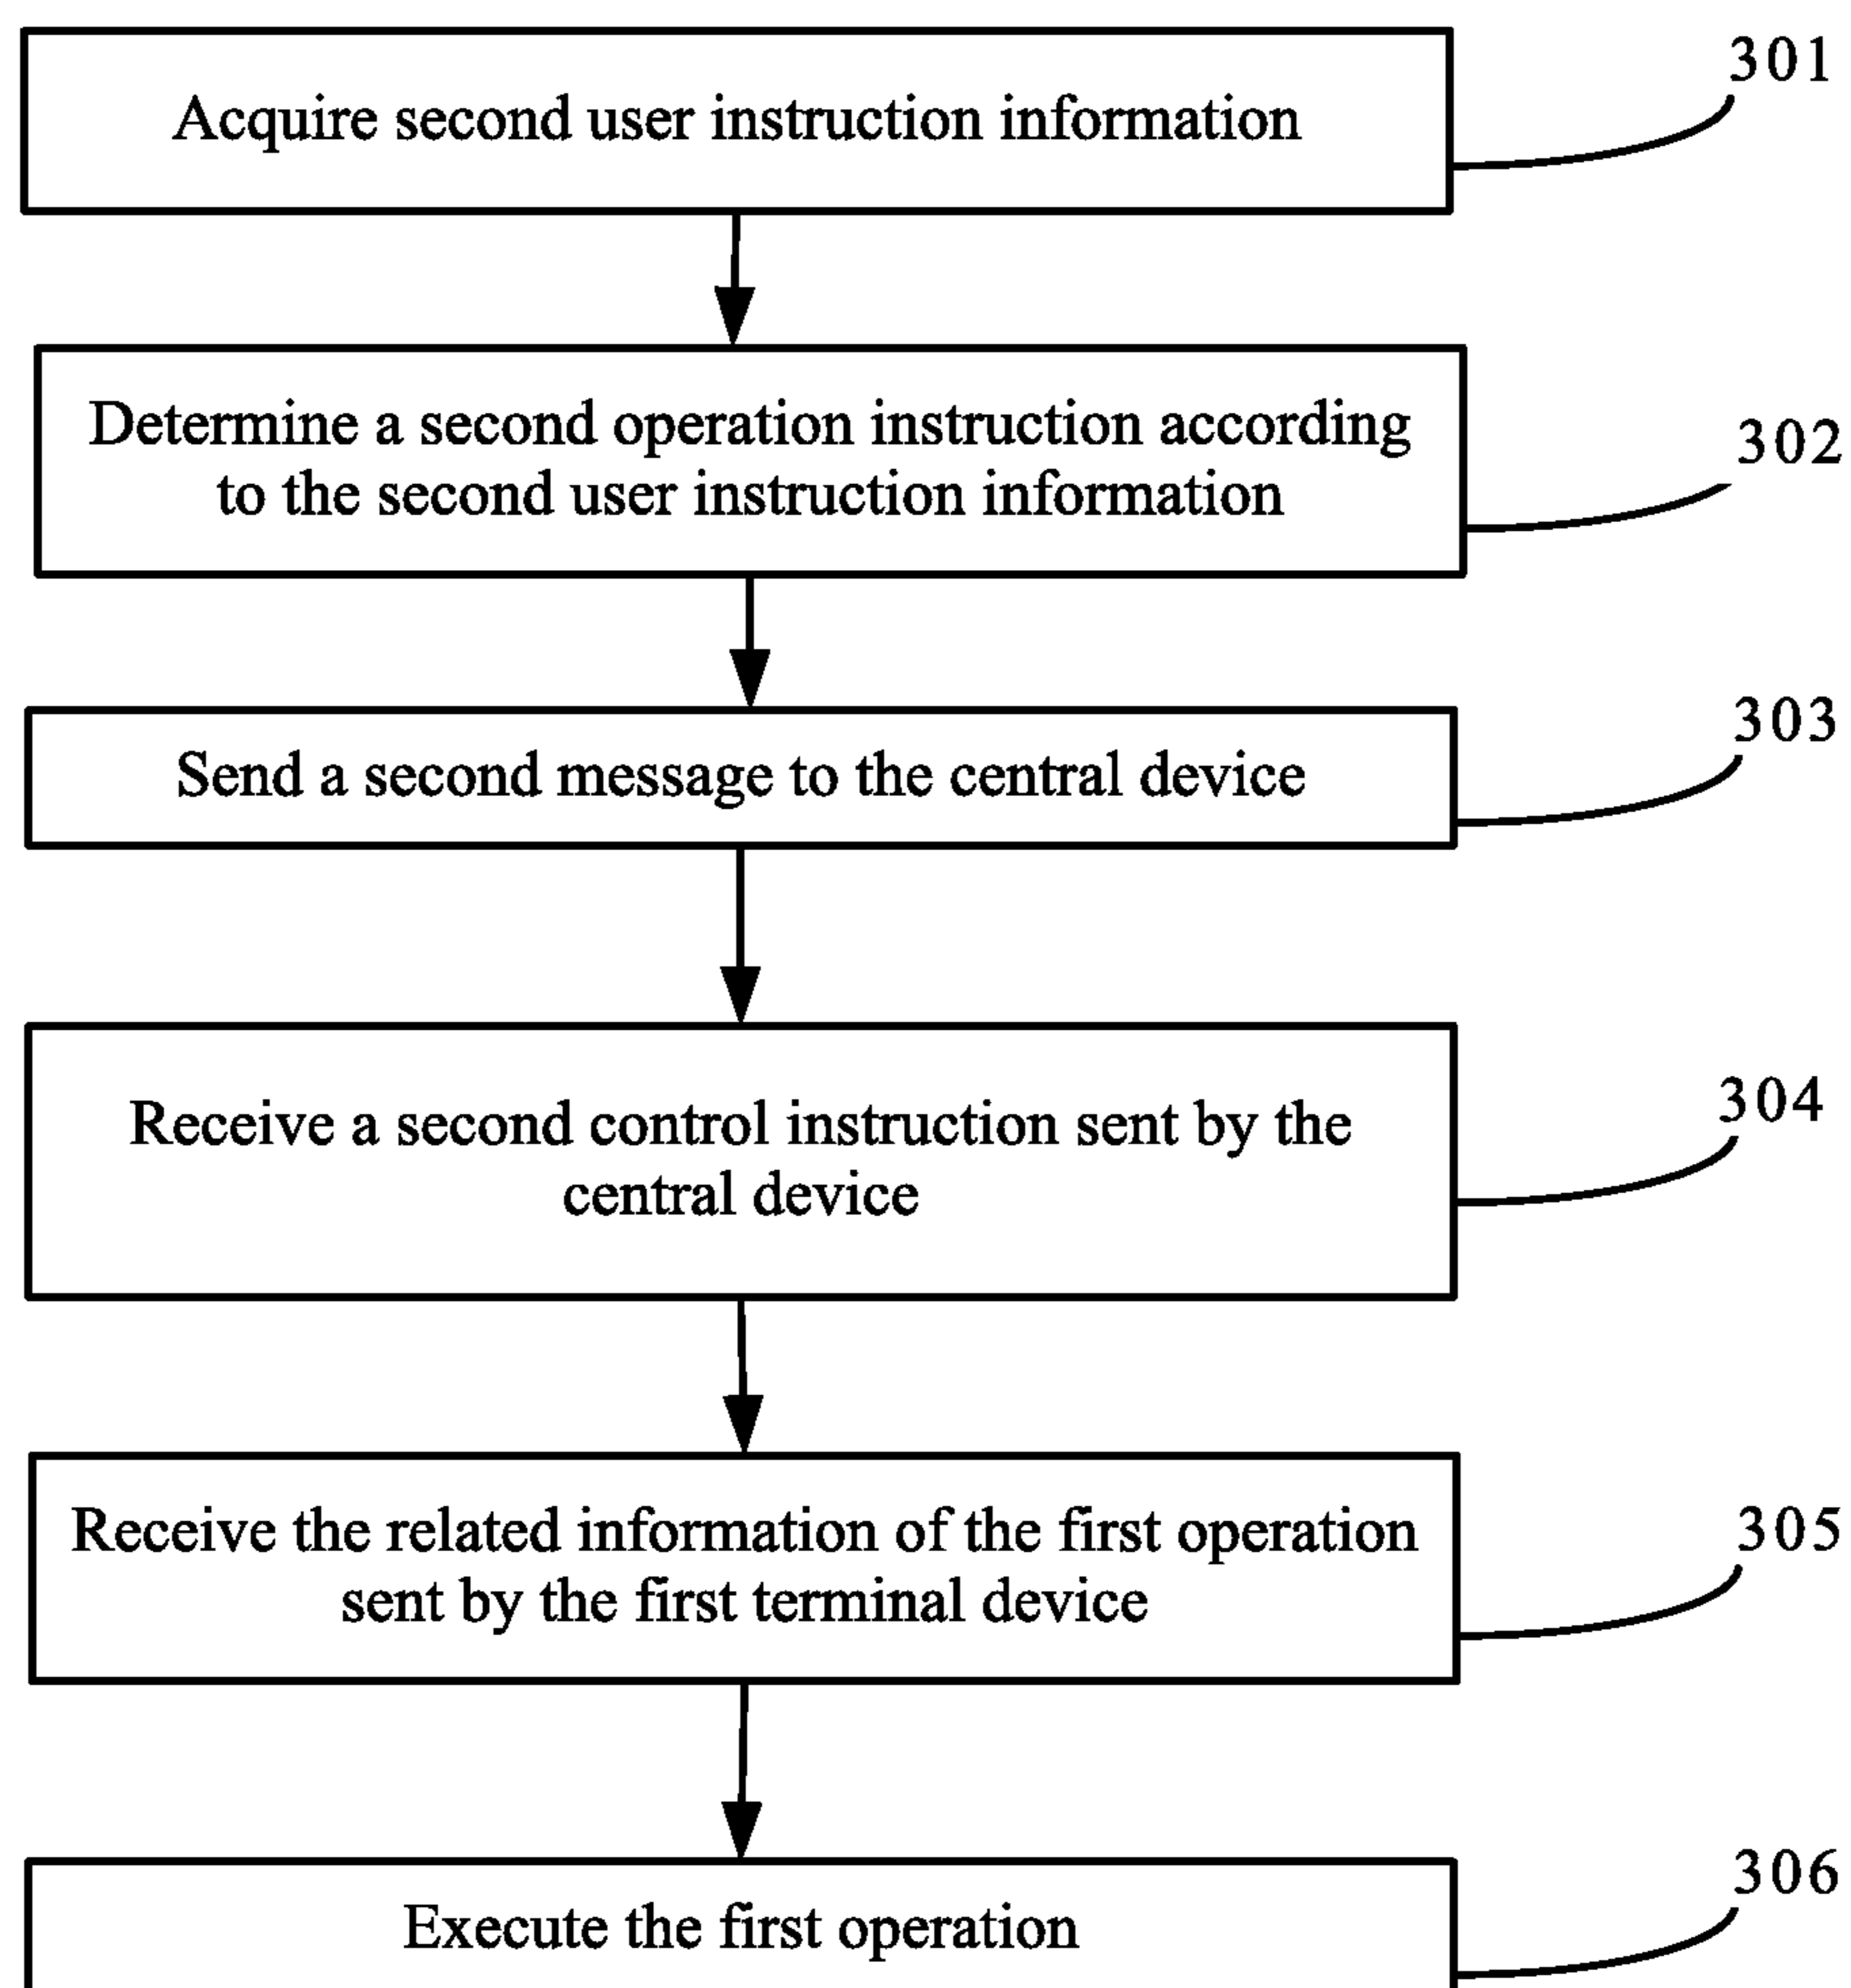 301
Acquire second user instruction information
Determine a second operation instruction according
to the second user instruction information
302
303
Send a second message to the central device
304
Receive a second control instruction sent by the
central device
305
Receive the related information of the first operation
sent by the first terminal device
306
Execute the first operation